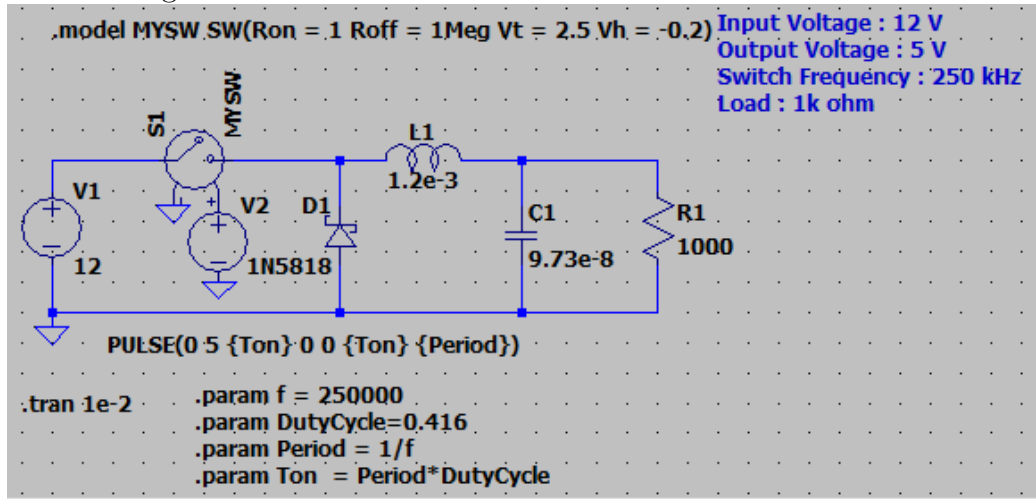 .model MYSW SW(Ron = .1 Roff = 1Meg Vt = 2.5 Vh = -0.2)
Input Voltage : 12 V
Output Voltage : 5 V
Switch Frequency : 250 kHz
Load : 1k ohm
S1
MYSW
L1
1.2e-3
V1
12
V2
D1
1N5818
C1
9.73e-8
R1
1000
PULSE(0 5 {Ton} 0 0 {Ton} {Period})
.tran 1e-2
.param f = 250000
.param DutyCycle=0.416
.param Period = 1/f
.param Ton = Period*DutyCycle